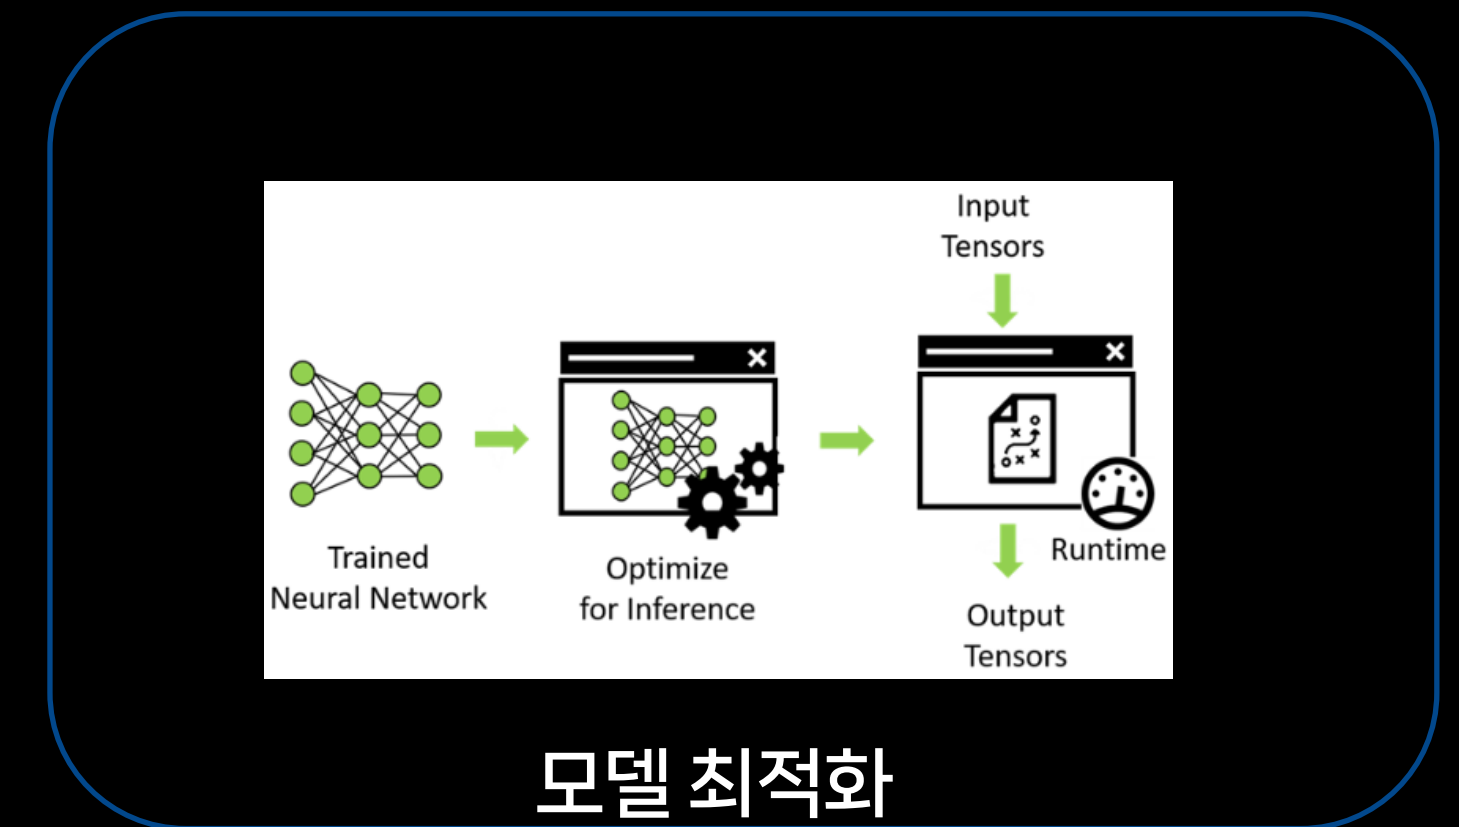 Input
Tensors
Trained
Neural Network
Optimize
for Inference
Runtime
Output
Tensors
모델 최적화